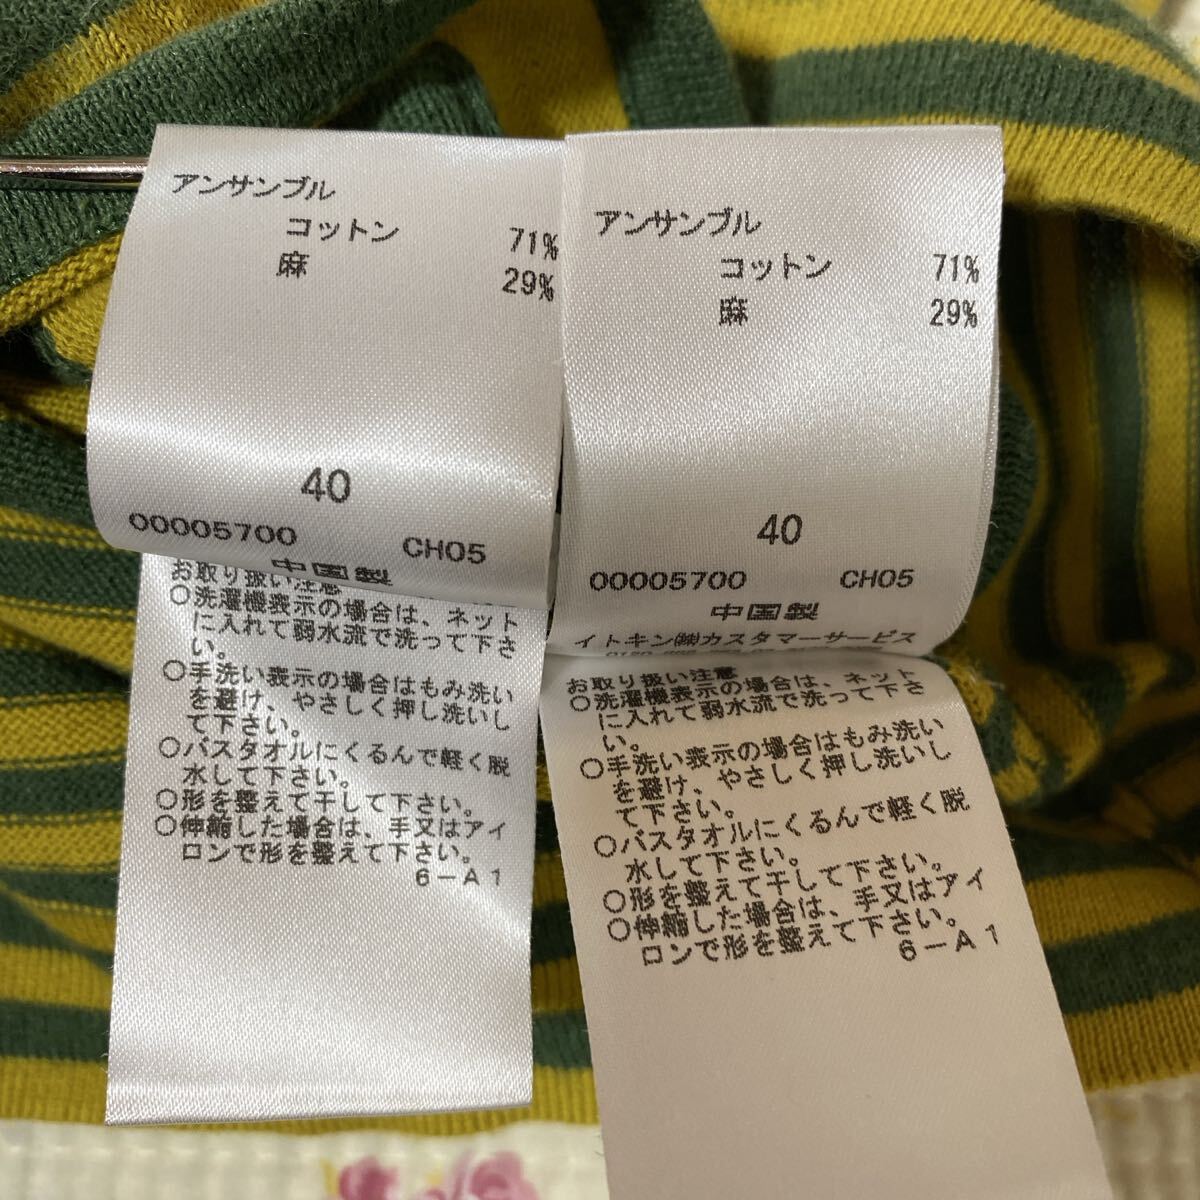 アンサンブル
コットン 71%
麻 29%
40
00005700 CH05
中国製
お取り扱い注意
○洗濯機表示の場合は、ネット
に入れて弱水流で洗って下さ
い。
○手洗い表示の場合はもみ洗い
を避け、やさしく押し洗いし
て下さい。
○バスタオルにくるんで軽く脱
水して下さい。
○形を整えて干して下さい。
○伸縮した場合は、手又はアイ
ロンで形を整えて下さい。
6-A1
アンサンブル
コットン 71%
麻 29%
40
00005700 CH05
中国製
イトキン㈱カスタマーサービス
お取り扱い注意
○洗濯機表示の場合は、ネット
に入れて弱水流で洗って下さ
い。
○手洗い表示の場合はもみ洗い
を避け、やさしく押し洗いし
て下さい。
○バスタオルにくるんで軽く脱
水して下さい。
○形を整えて干して下さい。
○伸縮した場合は、手又はアイ
ロンで形を整えて下さい。
6-A1